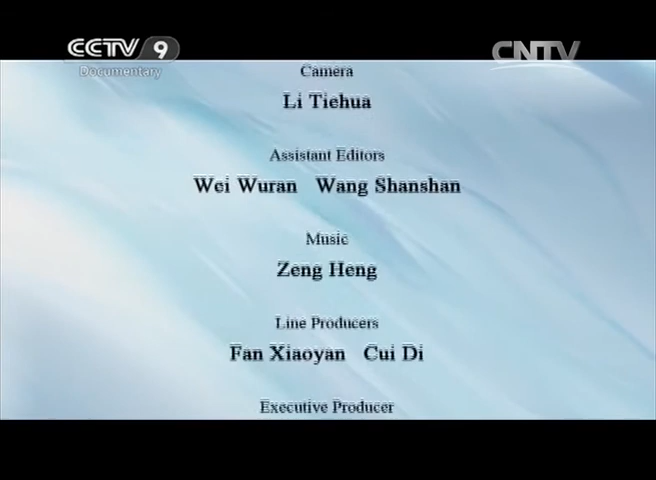 CCTV 9
Documentary
CNTV
Camera
Li Tiehua
Assistant Editors
Wei Wuran Wang Shanshan
Music
Zeng Heng
Line Producers
Fan Xiaoyan Cui Di
Executive Producer